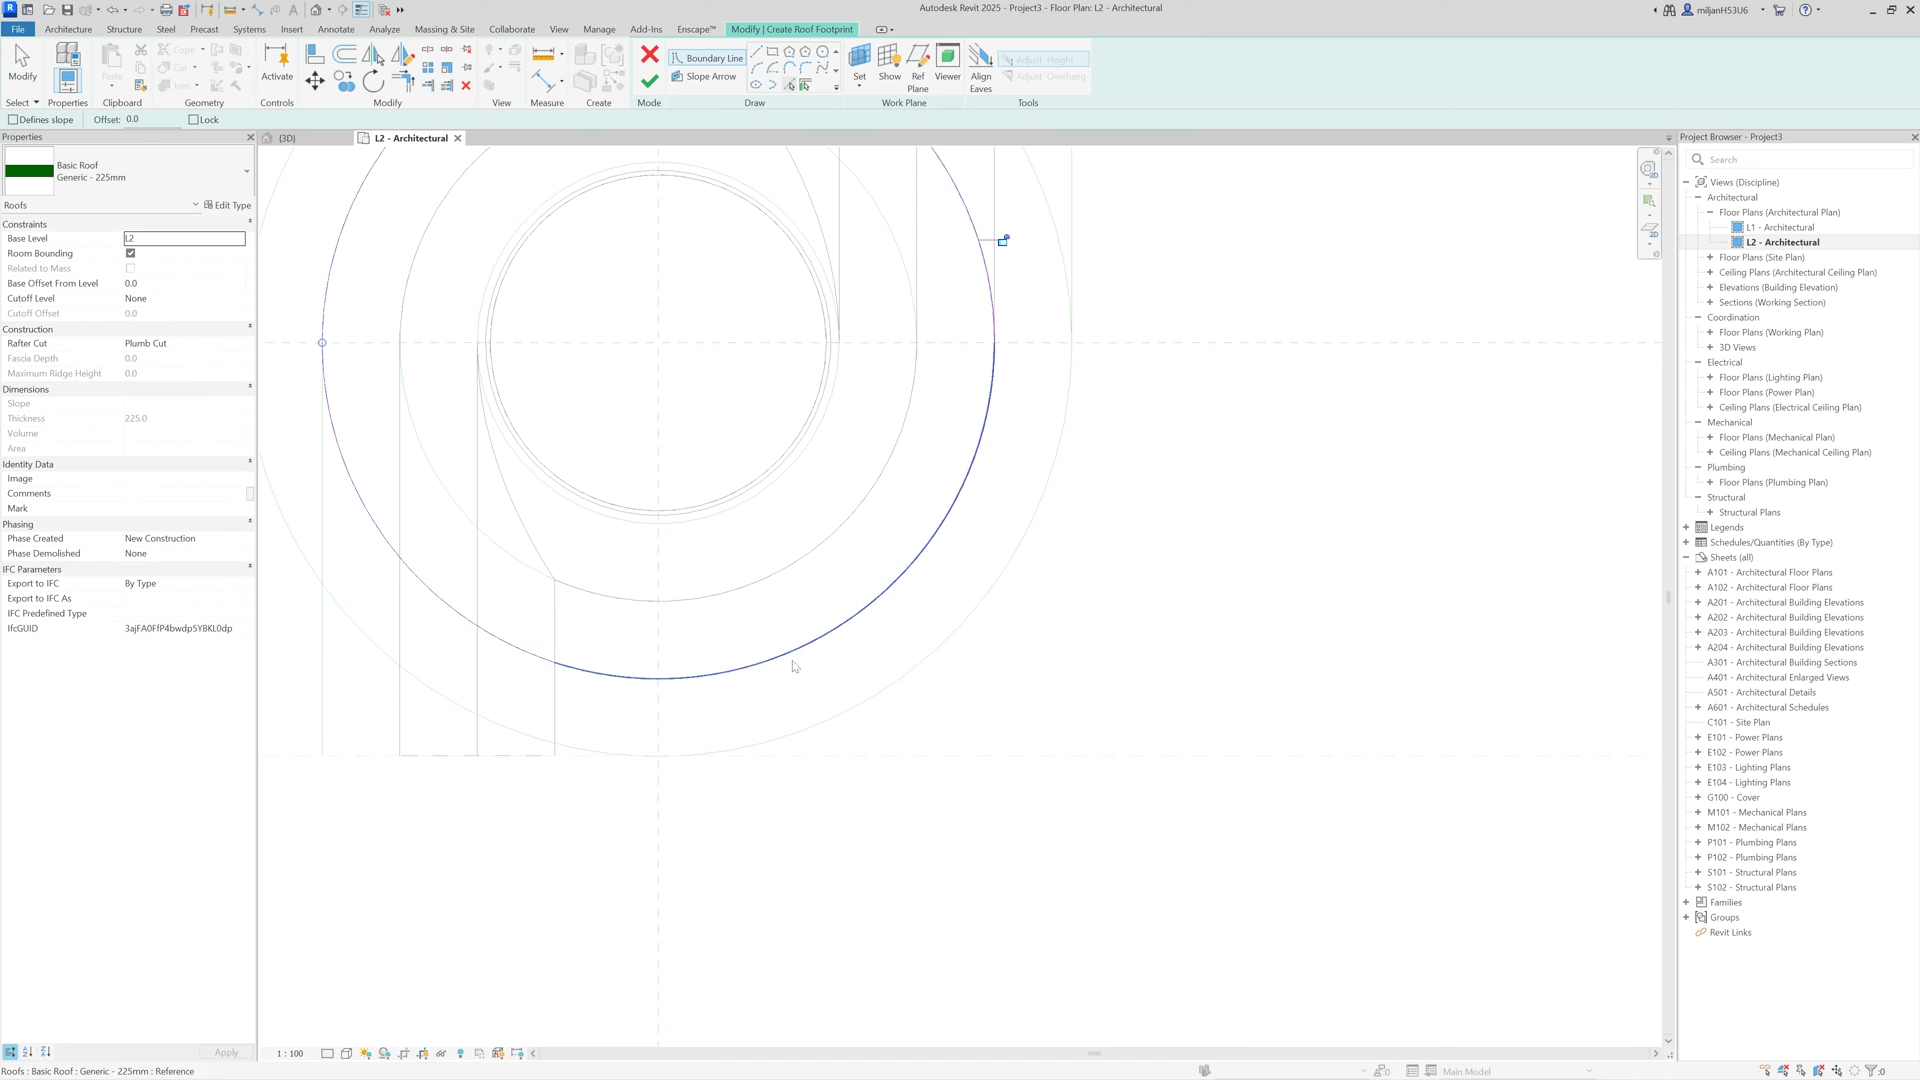 Autodesk Revit 2025 - Project3 - Floor Plan: L2 - Architectural
miljanH53U6
File Architecture Structure Steel Precast Systems Insert Annotate Analyze Massing & Site Collaborate View Manage Add-Ins Enscape™ Modify | Create Roof Footprint
Modify
Paste
Cope
Cut
Join
Activate
Boundary Line
Slope Arrow
Set
Show
Ref Plane
Viewer
Align Eaves
Adjust Height
Adjust Overhang
Select Properties Clipboard Geometry Controls Modify View Measure Create Mode Draw Work Plane Tools
Defines slope Offset: 0.0 Lock
Properties
{3D}
L2 - Architectural
Project Browser - Project3
Basic Roof
Generic - 225mm
Roofs
Edit Type
Constraints
Base Level L2
Room Bounding
Related to Mass
Base Offset From Level 0.0
Cutoff Level None
Cutoff Offset 0.0
Construction
Rafter Cut Plumb Cut
Fascia Depth 0.0
Maximum Ridge Height 0.0
Dimensions
Slope
Thickness 225.0
Volume
Area
Identity Data
Image
Comments
Mark
Phasing
Phase Created New Construction
Phase Demolished None
IFC Parameters
Export to IFC By Type
Export to IFC As
IFC Predefined Type
IfcGUID 3ajFA0FfP4bwdp5YBKL0dp
Apply
Search
Views (Discipline)
Architectural
Floor Plans (Architectural Plan)
L1 - Architectural
L2 - Architectural
Floor Plans (Site Plan)
Ceiling Plans (Architectural Ceiling Plan)
Elevations (Building Elevation)
Sections (Working Section)
Coordination
Floor Plans (Working Plan)
3D Views
Electrical
Floor Plans (Lighting Plan)
Floor Plans (Power Plan)
Ceiling Plans (Electrical Ceiling Plan)
Mechanical
Floor Plans (Mechanical Plan)
Ceiling Plans (Mechanical Ceiling Plan)
Plumbing
Floor Plans (Plumbing Plan)
Structural
Structural Plans
Legends
Schedules/Quantities (By Type)
Sheets (all)
A101 - Architectural Floor Plans
A102 - Architectural Floor Plans
A201 - Architectural Building Elevations
A202 - Architectural Building Elevations
A203 - Architectural Building Elevations
A204 - Architectural Building Elevations
A301 - Architectural Building Sections
A401 - Architectural Enlarged Views
A501 - Architectural Details
A601 - Architectural Schedules
C101 - Site Plan
E101 - Power Plans
E102 - Power Plans
E103 - Lighting Plans
E104 - Lighting Plans
G100 - Cover
M101 - Mechanical Plans
M102 - Mechanical Plans
P101 - Plumbing Plans
P102 - Plumbing Plans
S101 - Structural Plans
S102 - Structural Plans
Families
Groups
Revit Links
1 : 100
Roofs : Basic Roof : Generic - 225mm : Reference
:0
Main Model
:0